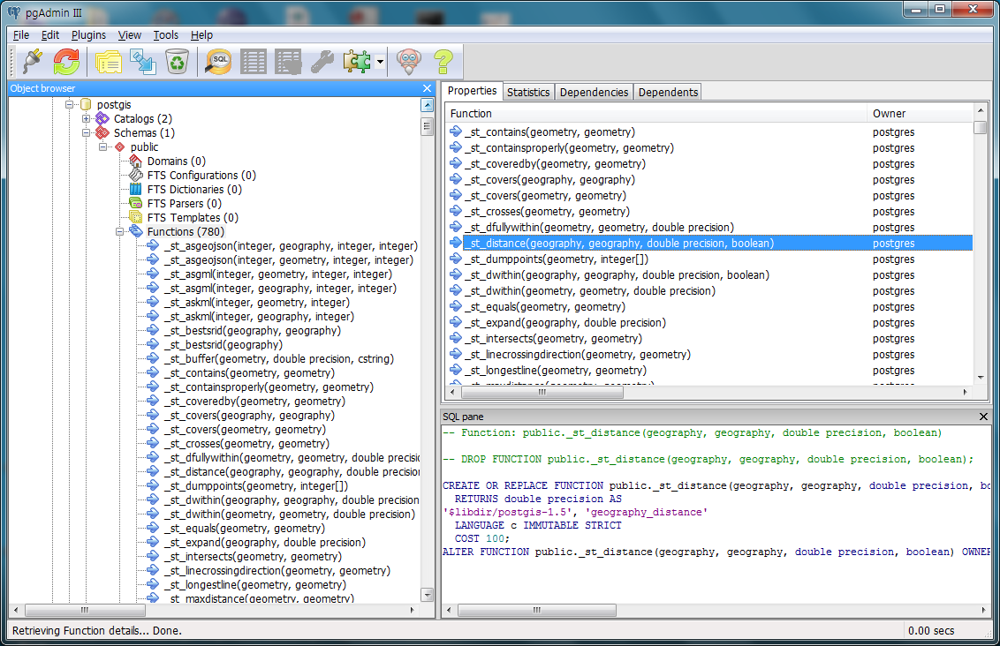 pgAdmin III
File Edit Plugins View Tools Help
SQL
Object browser
postgis
Catalogs (2)
Schemas (1)
public
Domains (0)
FTS Configurations (0)
FTS Dictionaries (0)
FTS Parsers (0)
FTS Templates (0)
Functions (780)
_st_asgeojson(integer, geography, integer, integer)
_st_asgeojson(integer, geometry, integer, integer)
_st_asgml(integer, geometry, integer, integer)
_st_asgml(integer, geography, integer, integer)
_st_askml(integer, geometry, integer)
_st_askml(integer, geography, integer)
_st_bestsrid(geography, geography)
_st_bestsrid(geography)
_st_buffer(geometry, double precision, cstring)
_st_contains(geometry, geometry)
_st_containsproperly(geometry, geometry)
_st_coveredby(geometry, geometry)
_st_covers(geography, geography)
_st_covers(geometry, geometry)
_st_crosses(geometry, geometry)
_st_dfullywithin(geometry, geometry, double precisio
_st_distance(geography, geography, double precision
_st_dumppoints(geometry, integer[])
_st_dwithin(geography, geography, double precision
_st_dwithin(geometry, geometry, double precision)
_st_equals(geometry, geometry)
_st_expand(geography, double precision)
_st_intersects(geometry, geometry)
_st_linecrossingdirection(geometry, geometry)
_st_longestline(geometry, geometry)
_st_maxdistance(geometry, geometry)
Properties Statistics Dependencies Dependents
Function Owner
_st_contains(geometry, geometry) postgres
_st_containsproperly(geometry, geometry) postgres
_st_coveredby(geometry, geometry) postgres
_st_covers(geography, geography) postgres
_st_covers(geometry, geometry) postgres
_st_crosses(geometry, geometry) postgres
_st_dfullywithin(geometry, geometry, double precision) postgres
_st_distance(geography, geography, double precision, boolean) postgres
_st_dumppoints(geometry, integer[]) postgres
_st_dwithin(geography, geography, double precision, boolean) postgres
_st_dwithin(geometry, geometry, double precision) postgres
_st_equals(geometry, geometry) postgres
_st_expand(geography, double precision) postgres
_st_intersects(geometry, geometry) postgres
_st_linecrossingdirection(geometry, geometry) postgres
_st_longestline(geometry, geometry) postgres
SQL pane
-- Function: public._st_distance(geography, geography, double precision, boolean)
-- DROP FUNCTION public._st_distance(geography, geography, double precision, boolean);
CREATE OR REPLACE FUNCTION public._st_distance(geography, geography, double precision, bo
RETURNS double precision AS
'$libdir/postgis-1.5', 'geography_distance'
LANGUAGE c IMMUTABLE STRICT
COST 100;
ALTER FUNCTION public._st_distance(geography, geography, double precision, boolean) OWNER
Retrieving Function details... Done. 0.00 secs